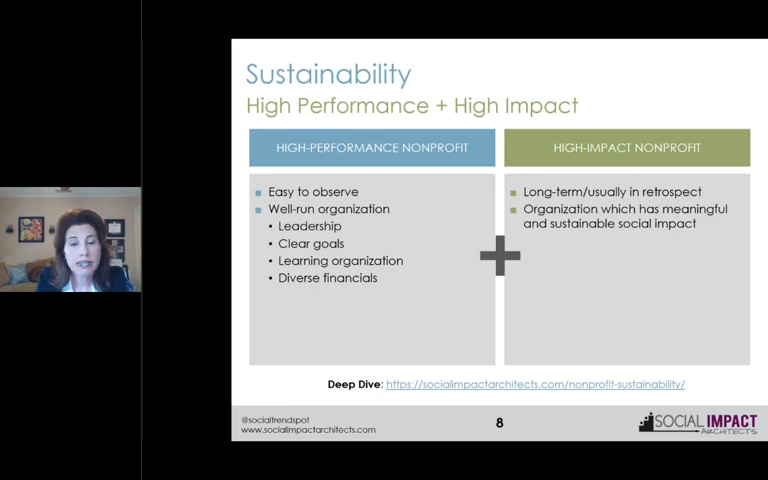 Sustainability
High Performance + High Impact
HIGH-PERFORMANCE NONPROFIT
Easy to observe
Well-run organization
Leadership
Clear goals
Learning organization
Diverse financials
HIGH-IMPACT NONPROFIT
Long-term/usually in retrospect
Organization which has meaningful
and sustainable social impact
Deep Dive: https://socialimpactarchitects.com/nonprofit-sustainability/
@socialtrendspot
www.socialimpactarchitects.com
8
SOCIAL IMPACT
ARCHITECTS